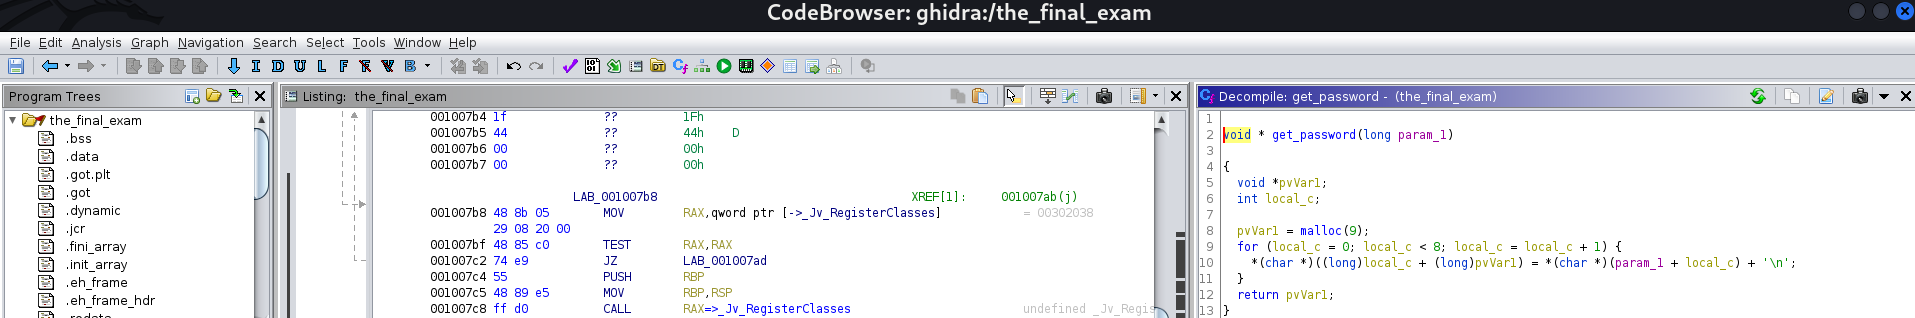 CodeBrowser: ghidra:/the_final_exam
File Edit Analysis Graph Navigation Search Select Tools Window Help
I D U L F V B
Program Trees
the_final_exam
.bss
.data
.got.plt
.got
.dynamic
.jcr
.fini_array
.init_array
.eh_frame
.eh_frame_hdr
Listing: the_final_exam
001007b4 1f ?? 1Fh
001007b5 44 ?? 44h D
001007b6 00 ?? 00h
001007b7 00 ?? 00h
LAB_001007b8 XREF[1]: 001007ab(j)
001007b8 48 8b 05 MOV RAX,qword ptr [->_Jv_RegisterClasses] = 00302038
29 08 20 00
001007bf 48 85 c0 TEST RAX,RAX
001007c2 74 e9 JZ LAB_001007ad
001007c4 55 PUSH RBP
001007c5 48 89 e5 MOV RBP,RSP
001007c8 ff d0 CALL RAX=>_Jv_RegisterClasses undefined _Jv_Regis
Decompile: get_password - (the_final_exam)
1
2 void * get_password(long param_1)
3
4 {
5 void *pvVar1;
6 int local_c;
7
8 pvVar1 = malloc(9);
9 for (local_c = 0; local_c < 8; local_c = local_c + 1) {
10 *(char *)((long)local_c + (long)pvVar1) = *(char *)(param_1 + local_c) + '\n';
11 }
12 return pvVar1;
13 }